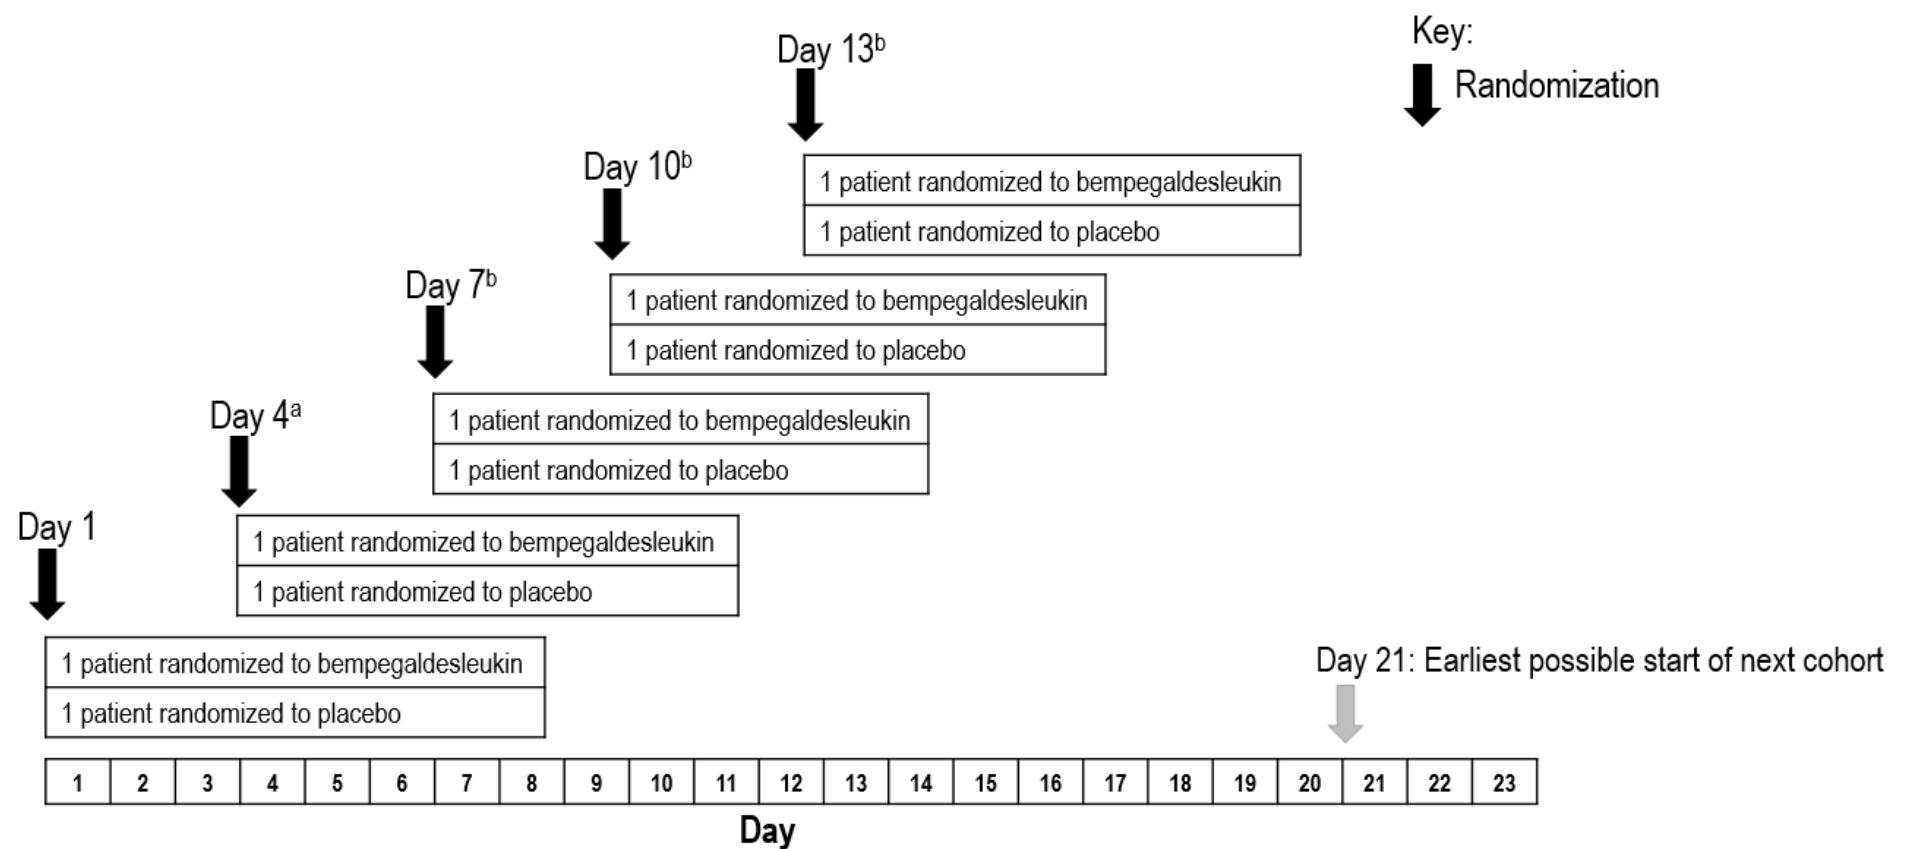 Key:
Randomization
Day 13ᵇ
1 patient randomized to bempegaldesleukin
1 patient randomized to placebo
Day 10ᵇ
1 patient randomized to bempegaldesleukin
1 patient randomized to placebo
Day 7ᵇ
1 patient randomized to bempegaldesleukin
1 patient randomized to placebo
Day 4ᵃ
1 patient randomized to bempegaldesleukin
1 patient randomized to placebo
Day 1
1 patient randomized to bempegaldesleukin
1 patient randomized to placebo
Day 21: Earliest possible start of next cohort
1 2 3 4 5 6 7 8 9 10 11 12 13 14 15 16 17 18 19 20 21 22 23
Day